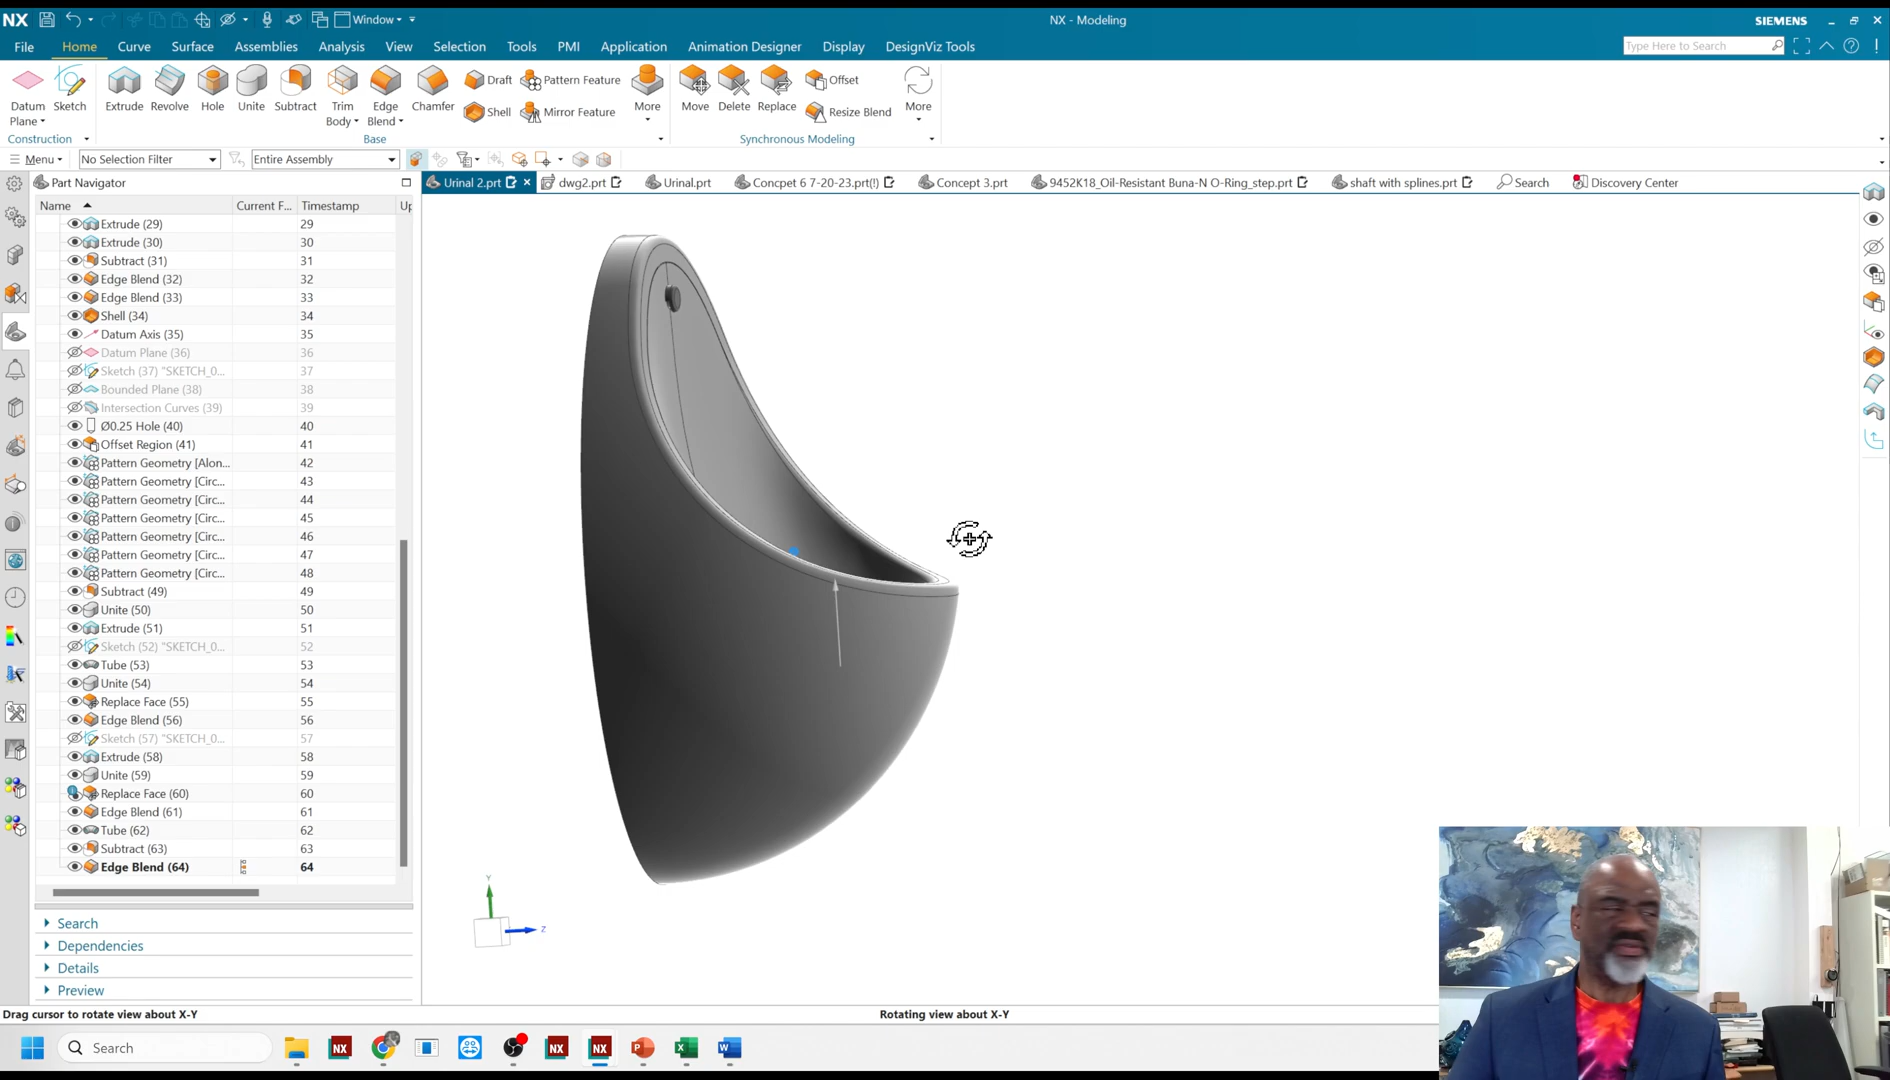 NX
Window
NX - Modeling
SIEMENS
File
Home
Curve
Surface
Assemblies
Analysis
View
Selection
Tools
PMI
Application
Animation Designer
Display
DesignViz Tools
Type Here to Search
Datum Plane
Sketch
Extrude
Revolve
Hole
Unite
Subtract
Trim Body
Edge Blend
Chamfer
Draft
Shell
Pattern Feature
Mirror Feature
More
Move
Delete
Replace
Offset
Resize Blend
More
Construction
Base
Synchronous Modeling
Menu
No Selection Filter
Entire Assembly
Part Navigator
Urinal 2.prt
dwg2.prt
Urinal.prt
Concpet 6 7-20-23.prt(!)
Concept 3.prt
9452K18_Oil-Resistant Buna-N O-Ring_step.prt
shaft with splines.prt
Search
Discovery Center
Name Current F... Timestamp Up
Extrude (29) 29
Extrude (30) 30
Subtract (31) 31
Edge Blend (32) 32
Edge Blend (33) 33
Shell (34) 34
Datum Axis (35) 35
Datum Plane (36) 36
Sketch (37) "SKETCH_0... 37
Bounded Plane (38) 38
Intersection Curves (39) 39
Ø0.25 Hole (40) 40
Offset Region (41) 41
Pattern Geometry [Alon... 42
Pattern Geometry [Circ... 43
Pattern Geometry [Circ... 44
Pattern Geometry [Circ... 45
Pattern Geometry [Circ... 46
Pattern Geometry [Circ... 47
Pattern Geometry [Circ... 48
Subtract (49) 49
Unite (50) 50
Extrude (51) 51
Sketch (52) "SKETCH_0... 52
Tube (53) 53
Unite (54) 54
Replace Face (55) 55
Edge Blend (56) 56
Sketch (57) "SKETCH_0... 57
Extrude (58) 58
Unite (59) 59
Replace Face (60) 60
Edge Blend (61) 61
Tube (62) 62
Subtract (63) 63
Edge Blend (64) 64
Search
Dependencies
Details
Preview
Y
Z
Drag cursor to rotate view about X-Y
Rotating view about X-Y
Search
NX
NX
NX
P
X
W